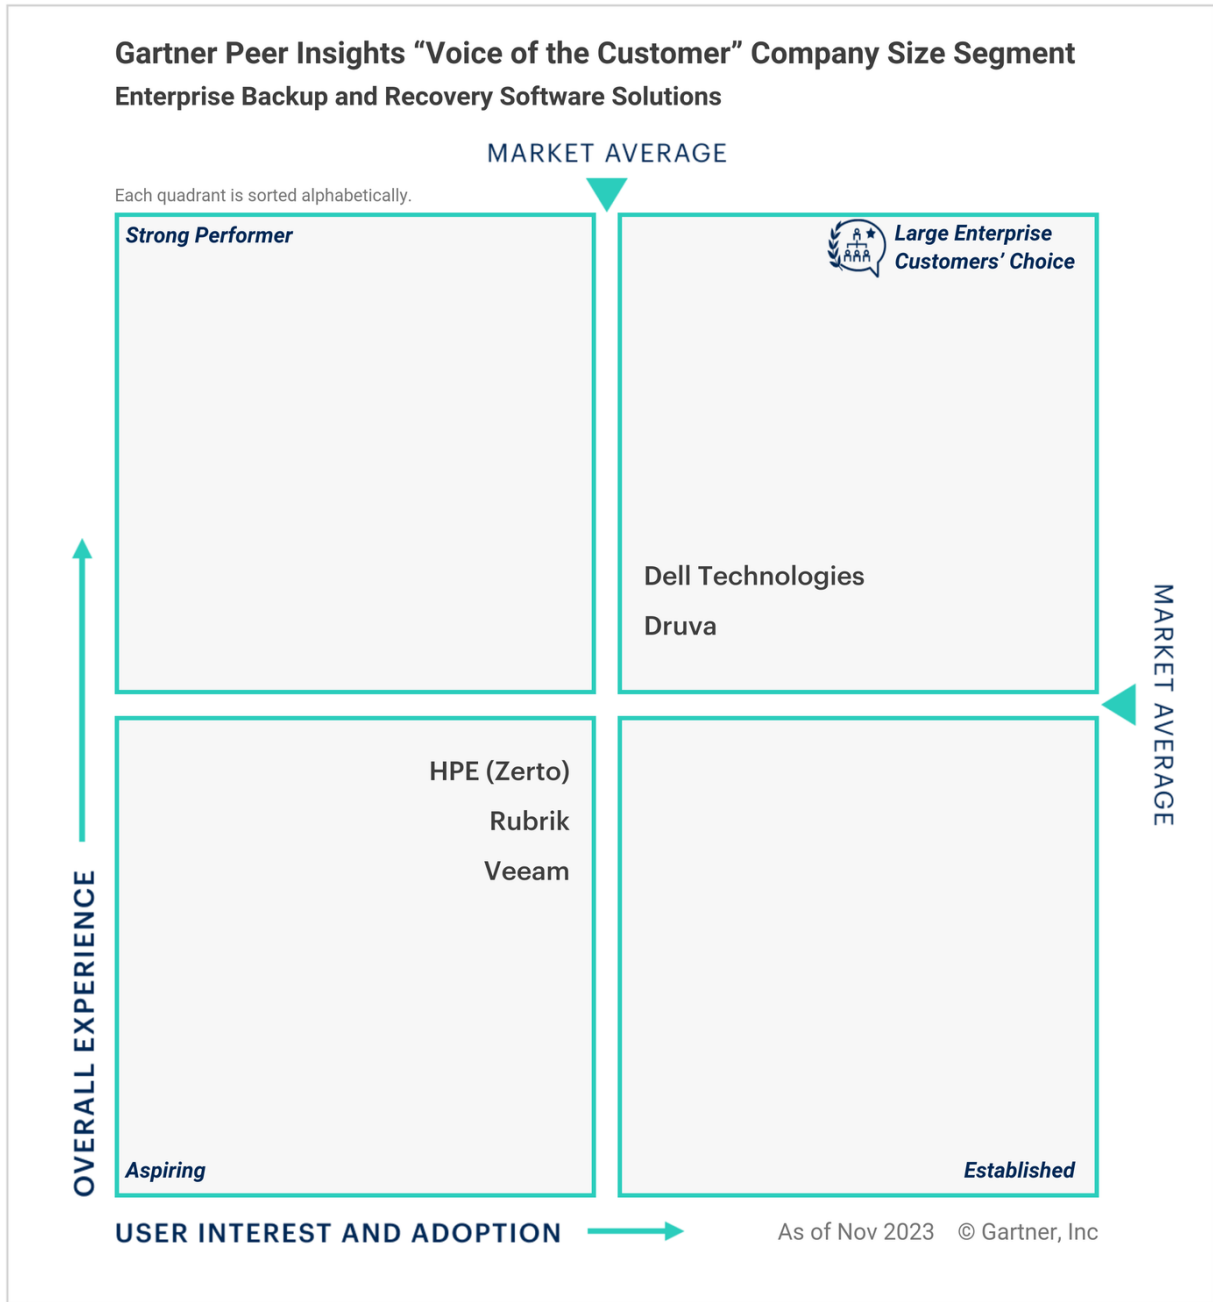 Gartner Peer Insights “Voice of the Customer” Company Size Segment
Enterprise Backup and Recovery Software Solutions
MARKET AVERAGE
Each quadrant is sorted alphabetically.
Strong Performer
Large Enterprise
Customers’ Choice
Dell Technologies
Druva
MARKET AVERAGE
HPE (Zerto)
Rubrik
Veeam
OVERALL EXPERIENCE
Aspiring
Established
USER INTEREST AND ADOPTION
As of Nov 2023 © Gartner, Inc